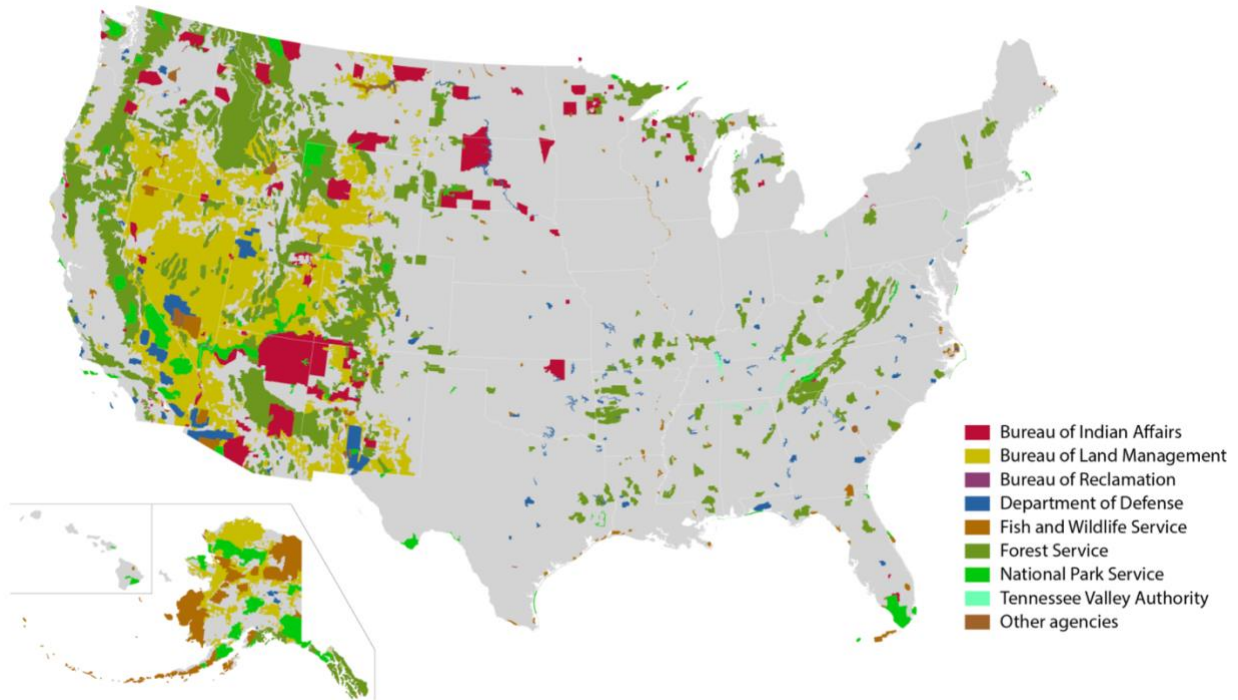 Bureau of Indian Affairs
Bureau of Land Management
Bureau of Reclamation
Department of Defense
Fish and Wildlife Service
Forest Service
National Park Service
Tennessee Valley Authority
Other agencies